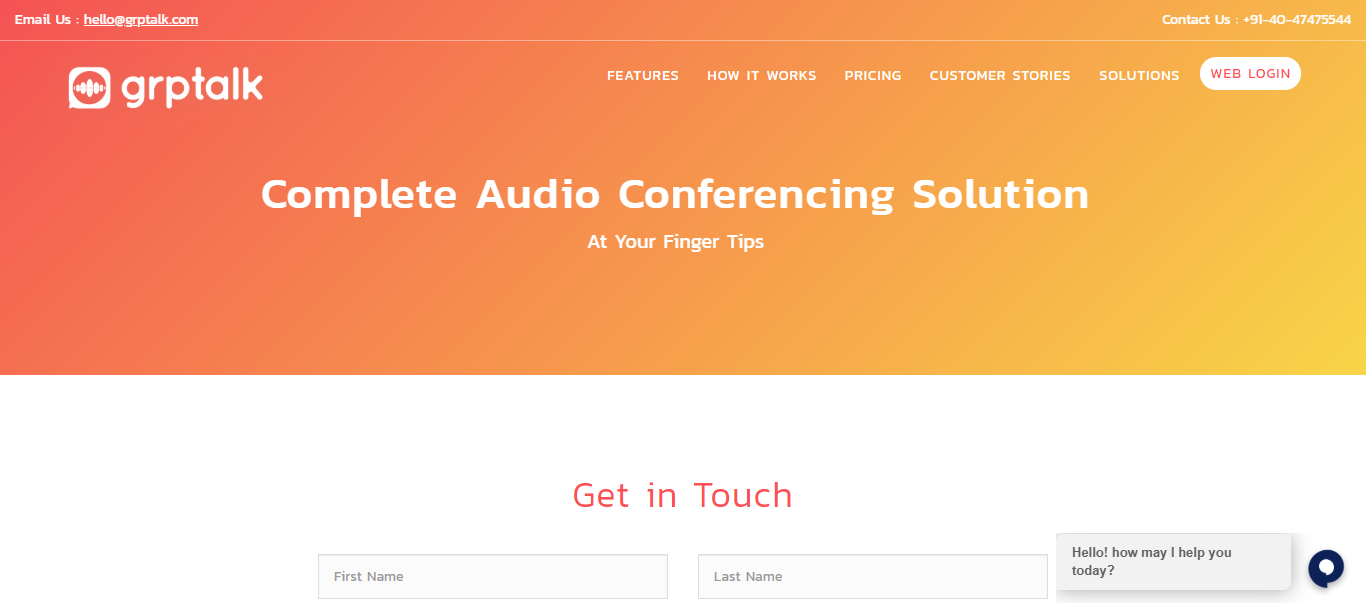 Email Us : hello@grptalk.com
Contact Us : +91-40-47475544
grptalk
FEATURES
HOW IT WORKS
PRICING
CUSTOMER STORIES
SOLUTIONS
WEB LOGIN
Complete Audio Conferencing Solution
At Your Finger Tips
Get in Touch
First Name
Last Name
Hello! how may I help you
today?